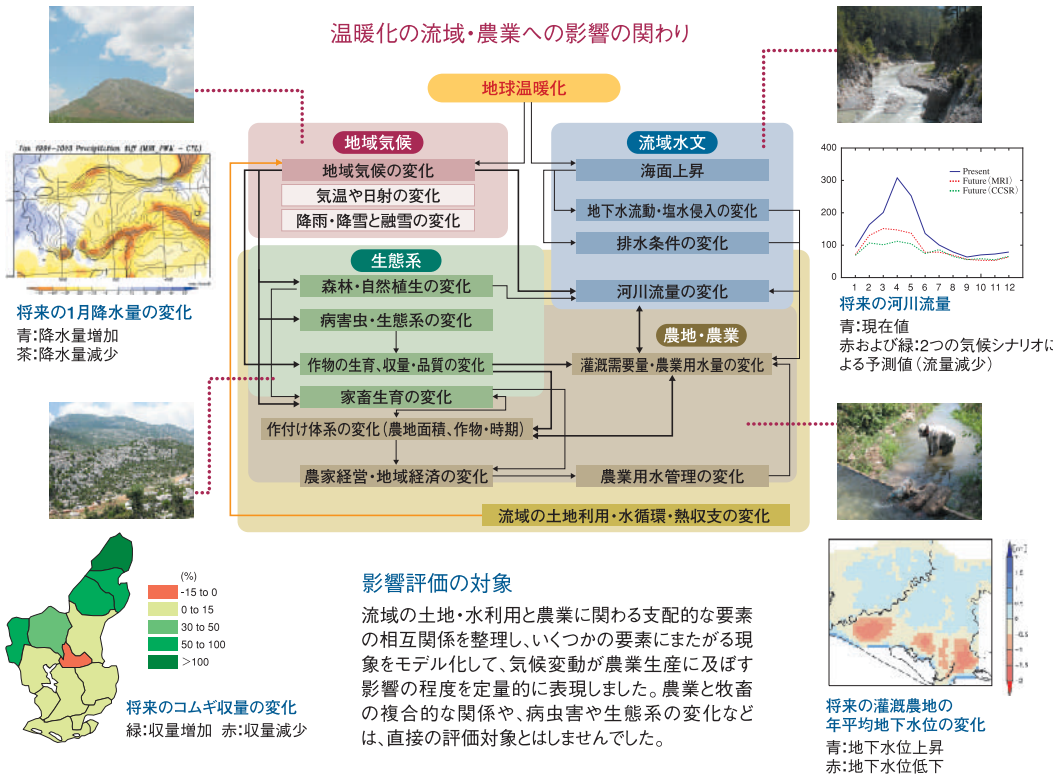 温暖化の流域・農業への影響の関わり
地球温暖化
地域気候
地域気候の変化
気温や日射の変化
降雨・降雪と融雪の変化
流域水文
海面上昇
地下水流動・塩水侵入の変化
排水条件の変化
河川流量の変化
生態系
森林・自然植生の変化
病害虫・生態系の変化
作物の生育、収量・品質の変化
家畜生育の変化
農地・農業
灌漑需要量・農業用水量の変化
作付け体系の変化(農地面積、作物・時期)
農家経営・地域経済の変化
農業用水管理の変化
流域の土地利用・水循環・熱収支の変化
将来の1月降水量の変化
青:降水量増加
茶:降水量減少
400
300
200
100
0
Present
Future(MRI)
Future(CCSR)
1 2 3 4 5 6 7 8 9 10 11 12
将来の河川流量
青:現在値
赤および緑:2つの気候シナリオに
よる予測値(流量減少)
(%)
-15 to 0
0 to 15
30 to 50
50 to 100
>100
将来のコムギ収量の変化
緑:収量増加 赤:収量減少
影響評価の対象
流域の土地・水利用と農業に関わる支配的な要素
の相互関係を整理し、いくつかの要素にまたがる現
象をモデル化して、気候変動が農業生産に及ぼす
影響の程度を定量的に表現しました。農業と牧畜
の複合的な関係や、病虫害や生態系の変化など
は、直接の評価対象とはしませんでした。
将来の灌漑農地の
年平均地下水位の変化
青:地下水位上昇
赤:地下水位低下